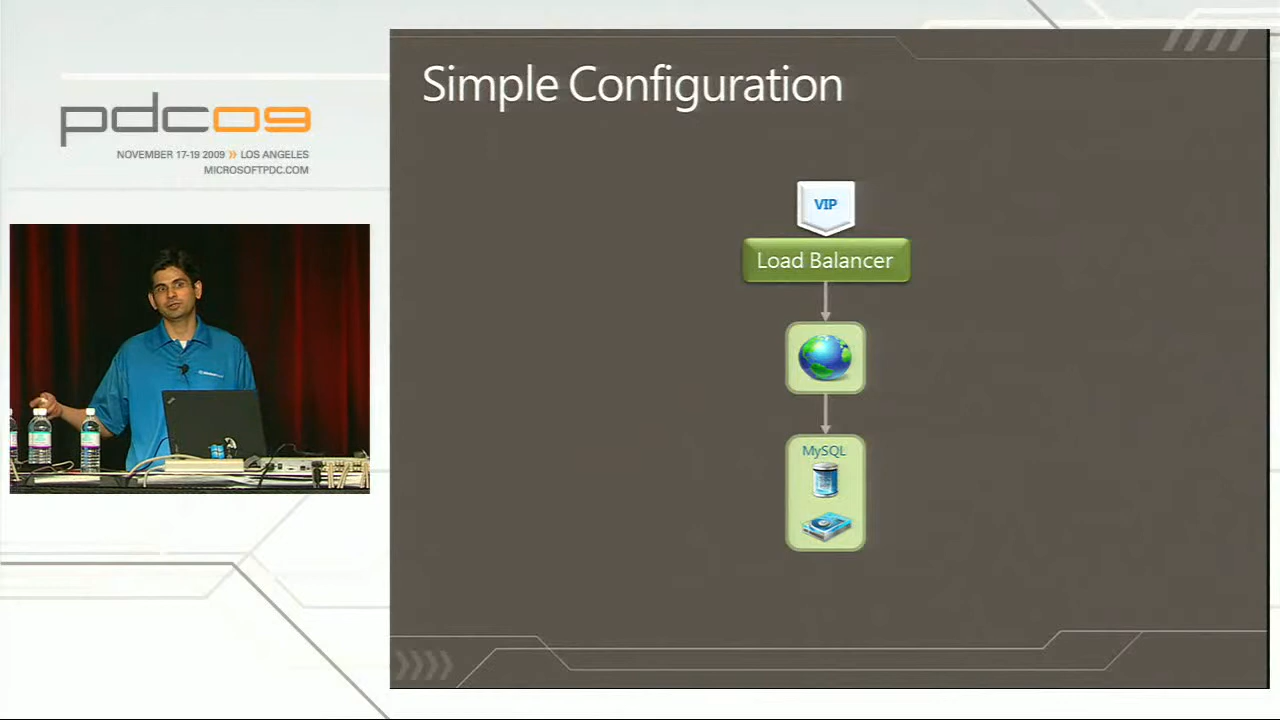 pdc09
NOVEMBER 17-19 2009 » LOS ANGELES
MICROSOFTPDC.COM
Simple Configuration
VIP
Load Balancer
MySQL